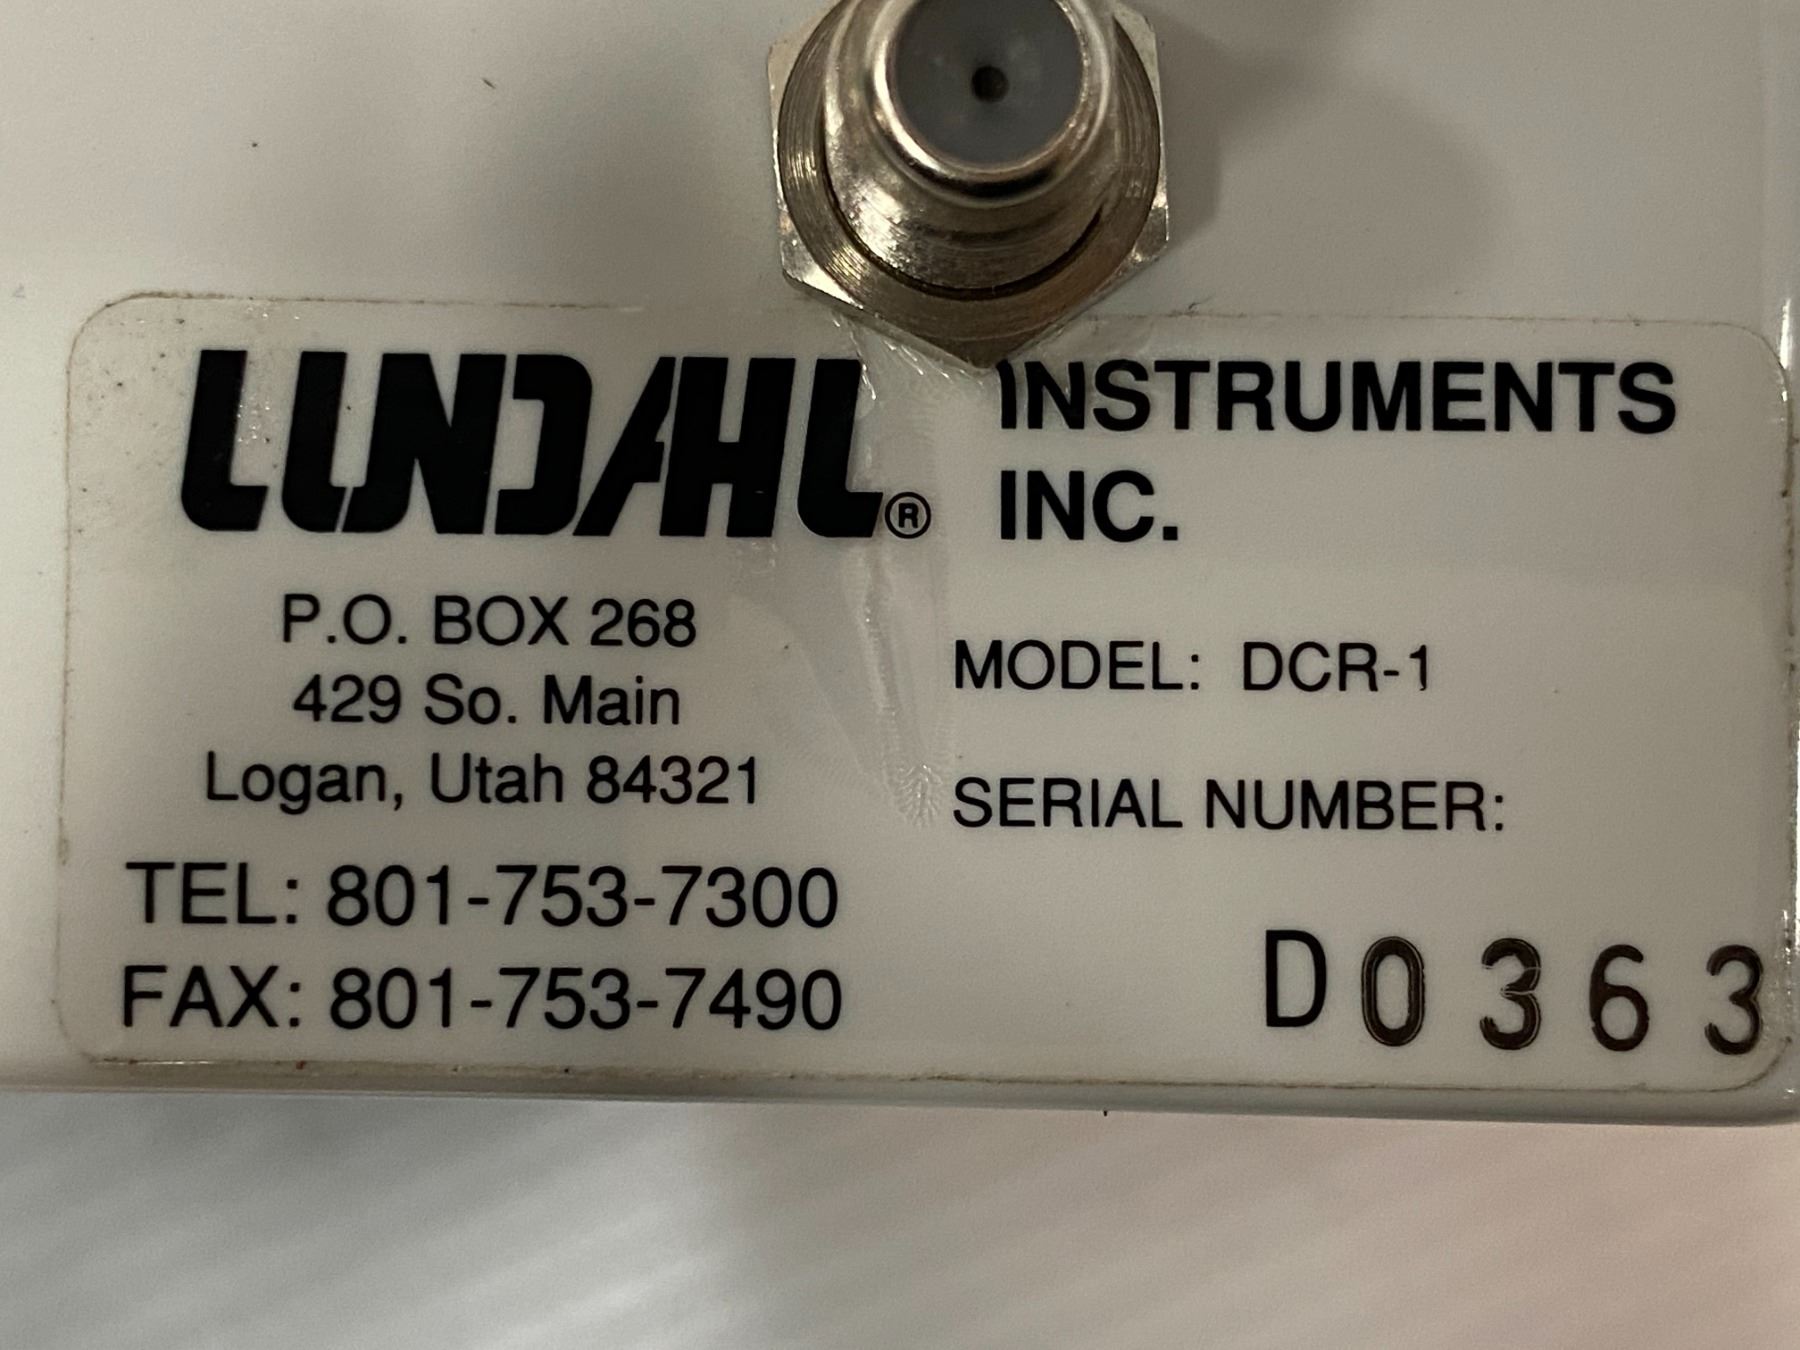 LUNDAHL® INSTRUMENTS
INC.
P.O. BOX 268
429 So. Main
Logan, Utah 84321
TEL: 801-753-7300
FAX: 801-753-7490
MODEL: DCR-1
SERIAL NUMBER:
D0363